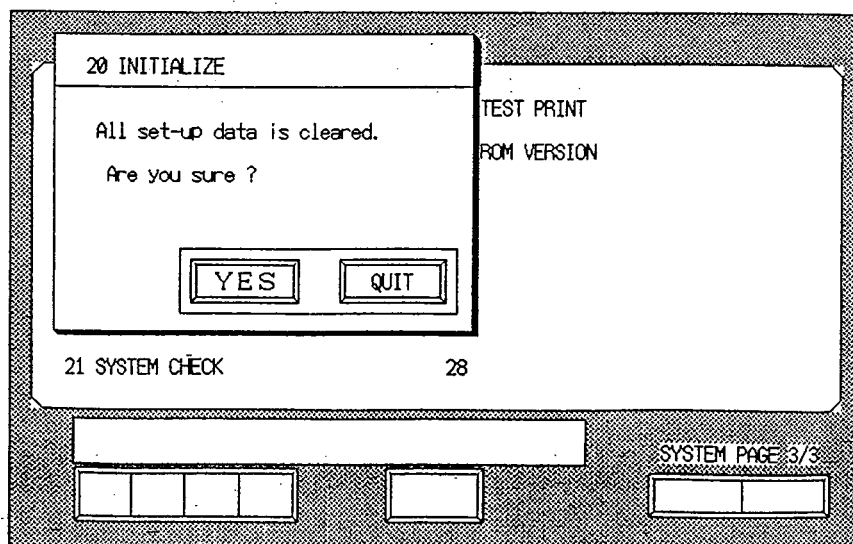 20 INITIALIZE
All set-up data is cleared.
Are you sure ?
YES
QUIT
TEST PRINT
ROM VERSION
21 SYSTEM CHECK
28
SYSTEM PAGE 3/3